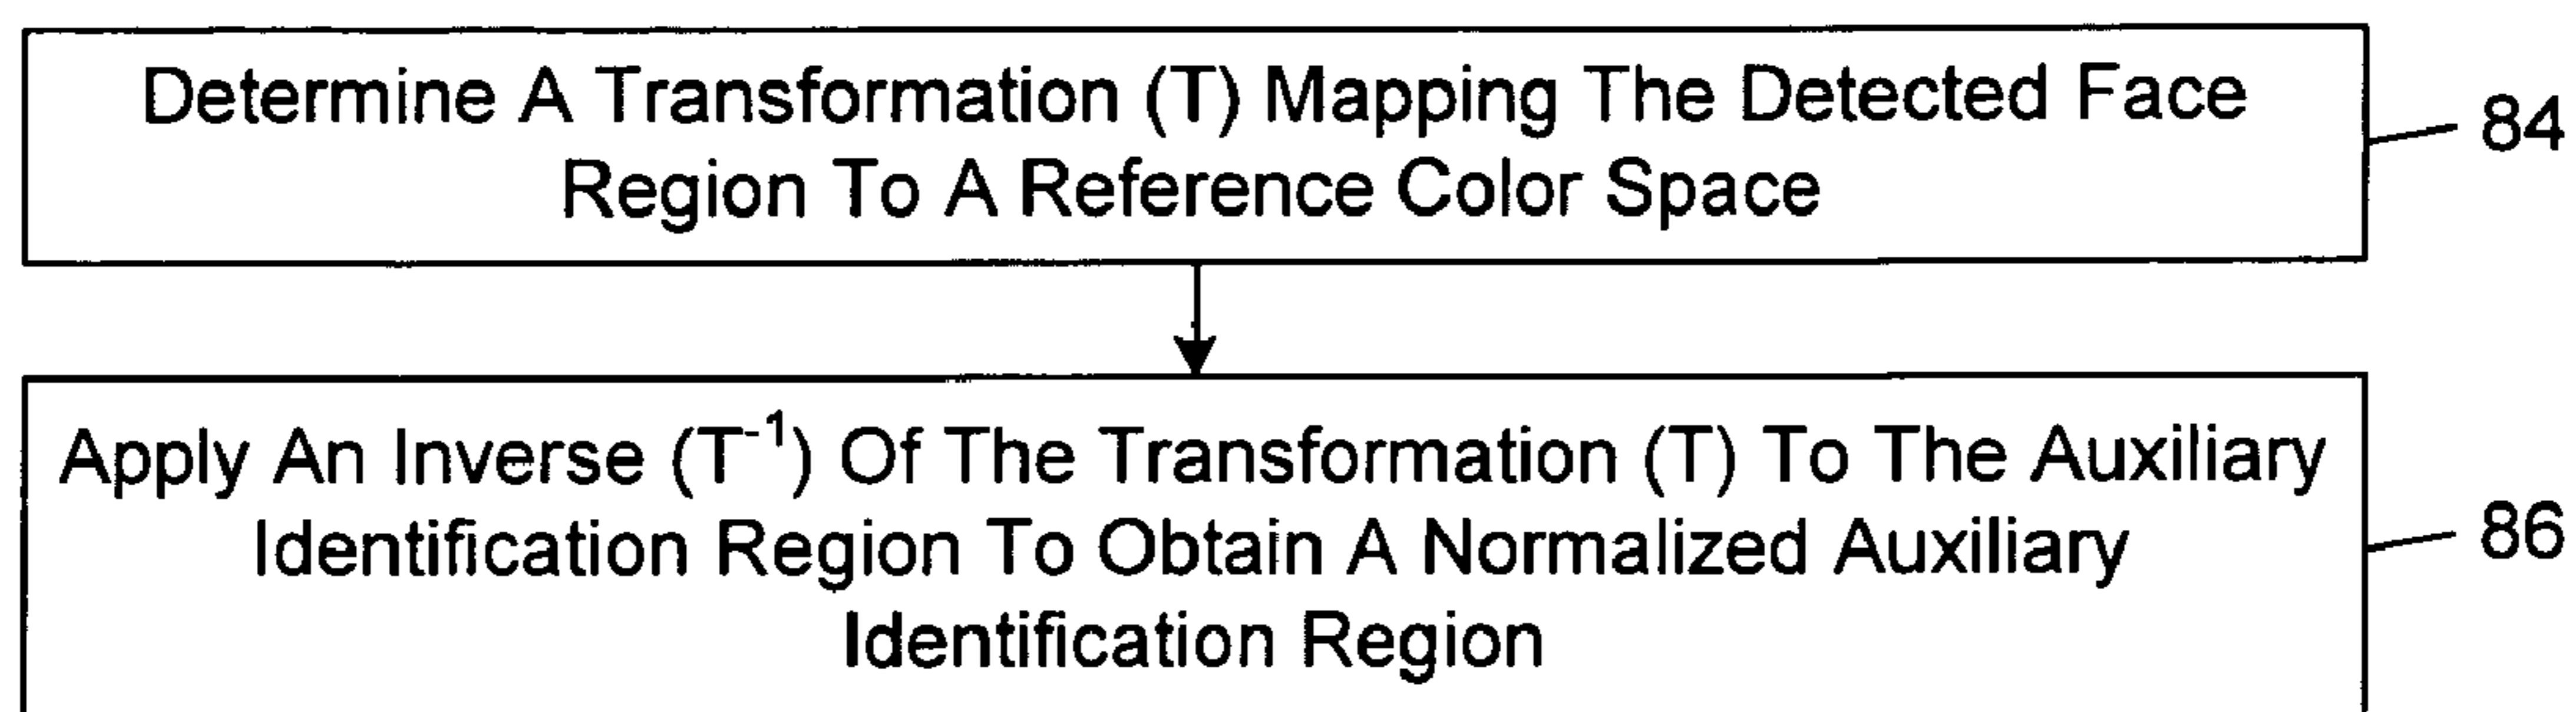 Determine A Transformation (T) Mapping The Detected Face
Region To A Reference Color Space
84
Apply An Inverse (T⁻¹) Of The Transformation (T) To The Auxiliary
Identification Region To Obtain A Normalized Auxiliary
Identification Region
86